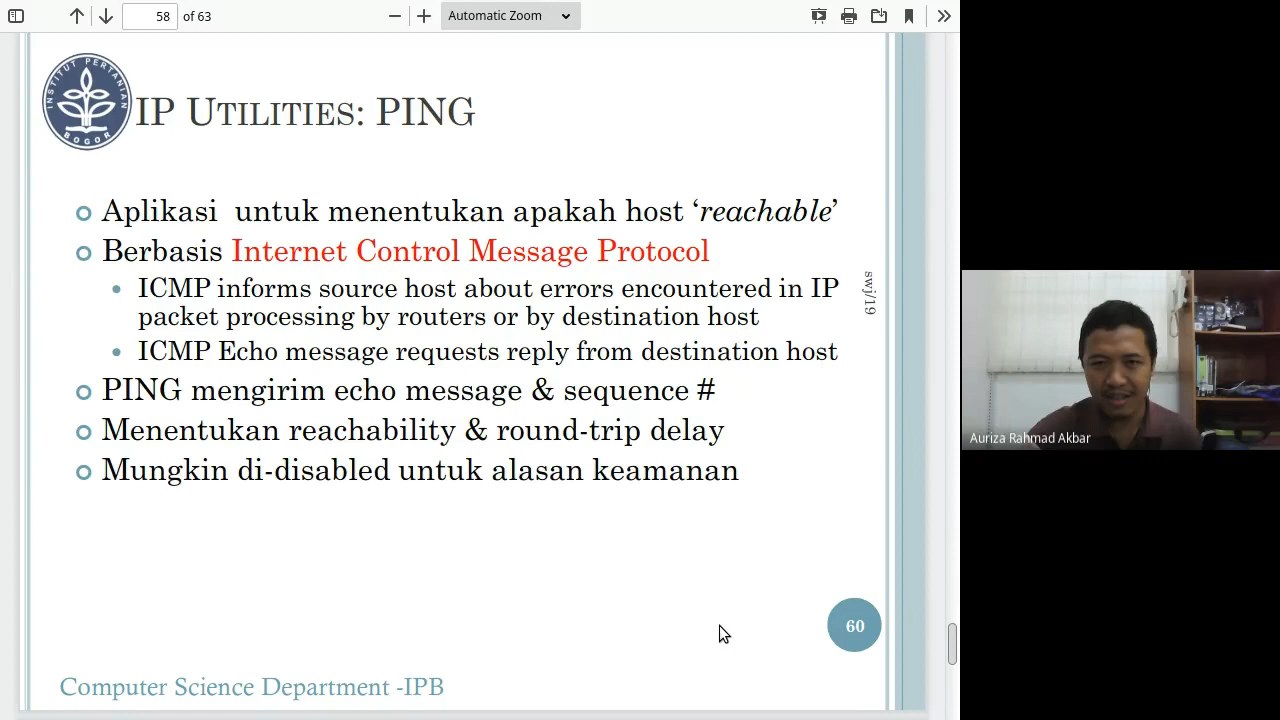 58 of 63
Automatic Zoom
INSTITUT PERTANIAN
BOGOR
IP UTILITIES: PING
Aplikasi untuk menentukan apakah host ‘reachable’
Berbasis Internet Control Message Protocol
ICMP informs source host about errors encountered in IP
packet processing by routers or by destination host
ICMP Echo message requests reply from destination host
PING mengirim echo message & sequence #
Menentukan reachability & round-trip delay
Mungkin di-disabled untuk alasan keamanan
swj/19
60
Computer Science Department -IPB
Auriza Rahmad Akbar